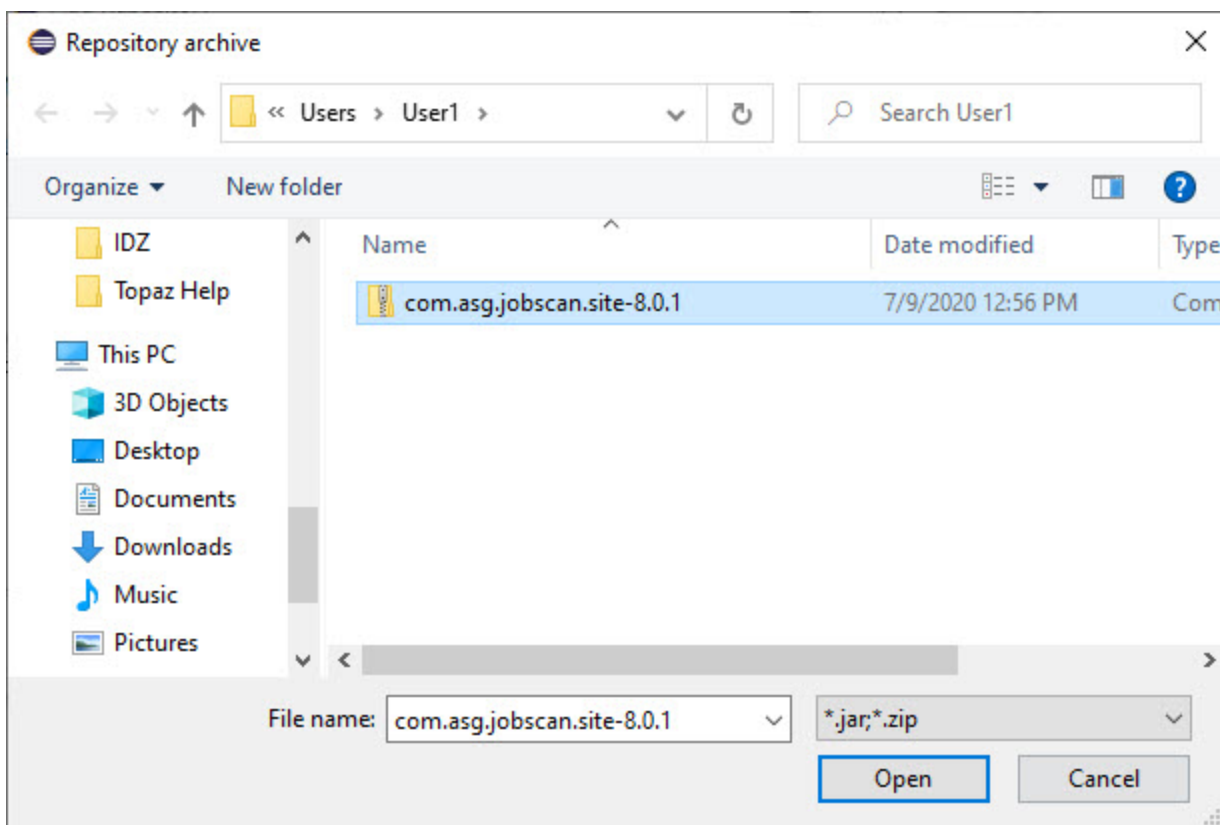 Repository archive
« Users > User1 >
Search User1
Organize
New folder
?
Name
Date modified
Type
IDZ
Topaz Help
com.asg.jobscan.site-8.0.1
7/9/2020 12:56 PM
Com
This PC
3D Objects
Desktop
Documents
Downloads
Music
Pictures
File name: com.asg.jobscan.site-8.0.1
*.jar;*.zip
Open
Cancel